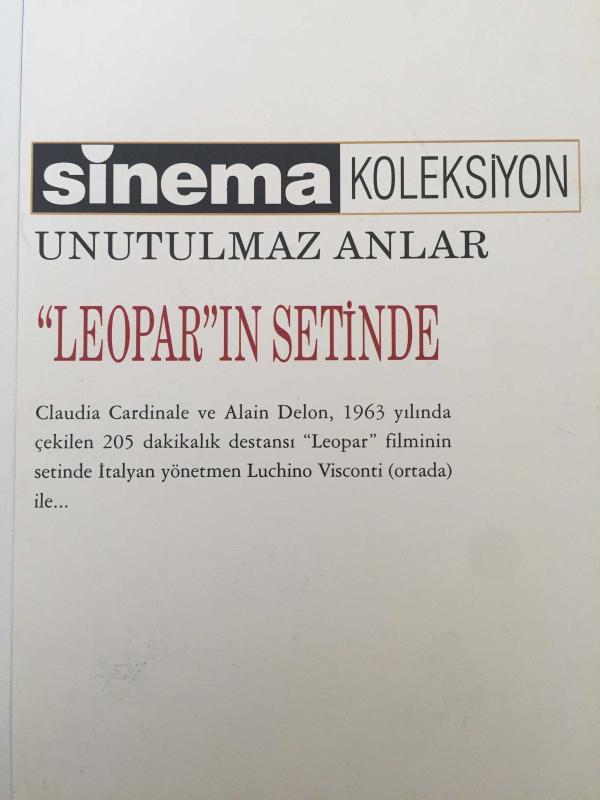 sinema KOLEKSİYON
UNUTULMAZ ANLAR
“LEOPAR”IN SETİNDE
Claudia Cardinale ve Alain Delon, 1963 yılında
çekilen 205 dakikalık destansı “Leopar” filminin
setinde İtalyan yönetmen Luchino Visconti (ortada)
ile...